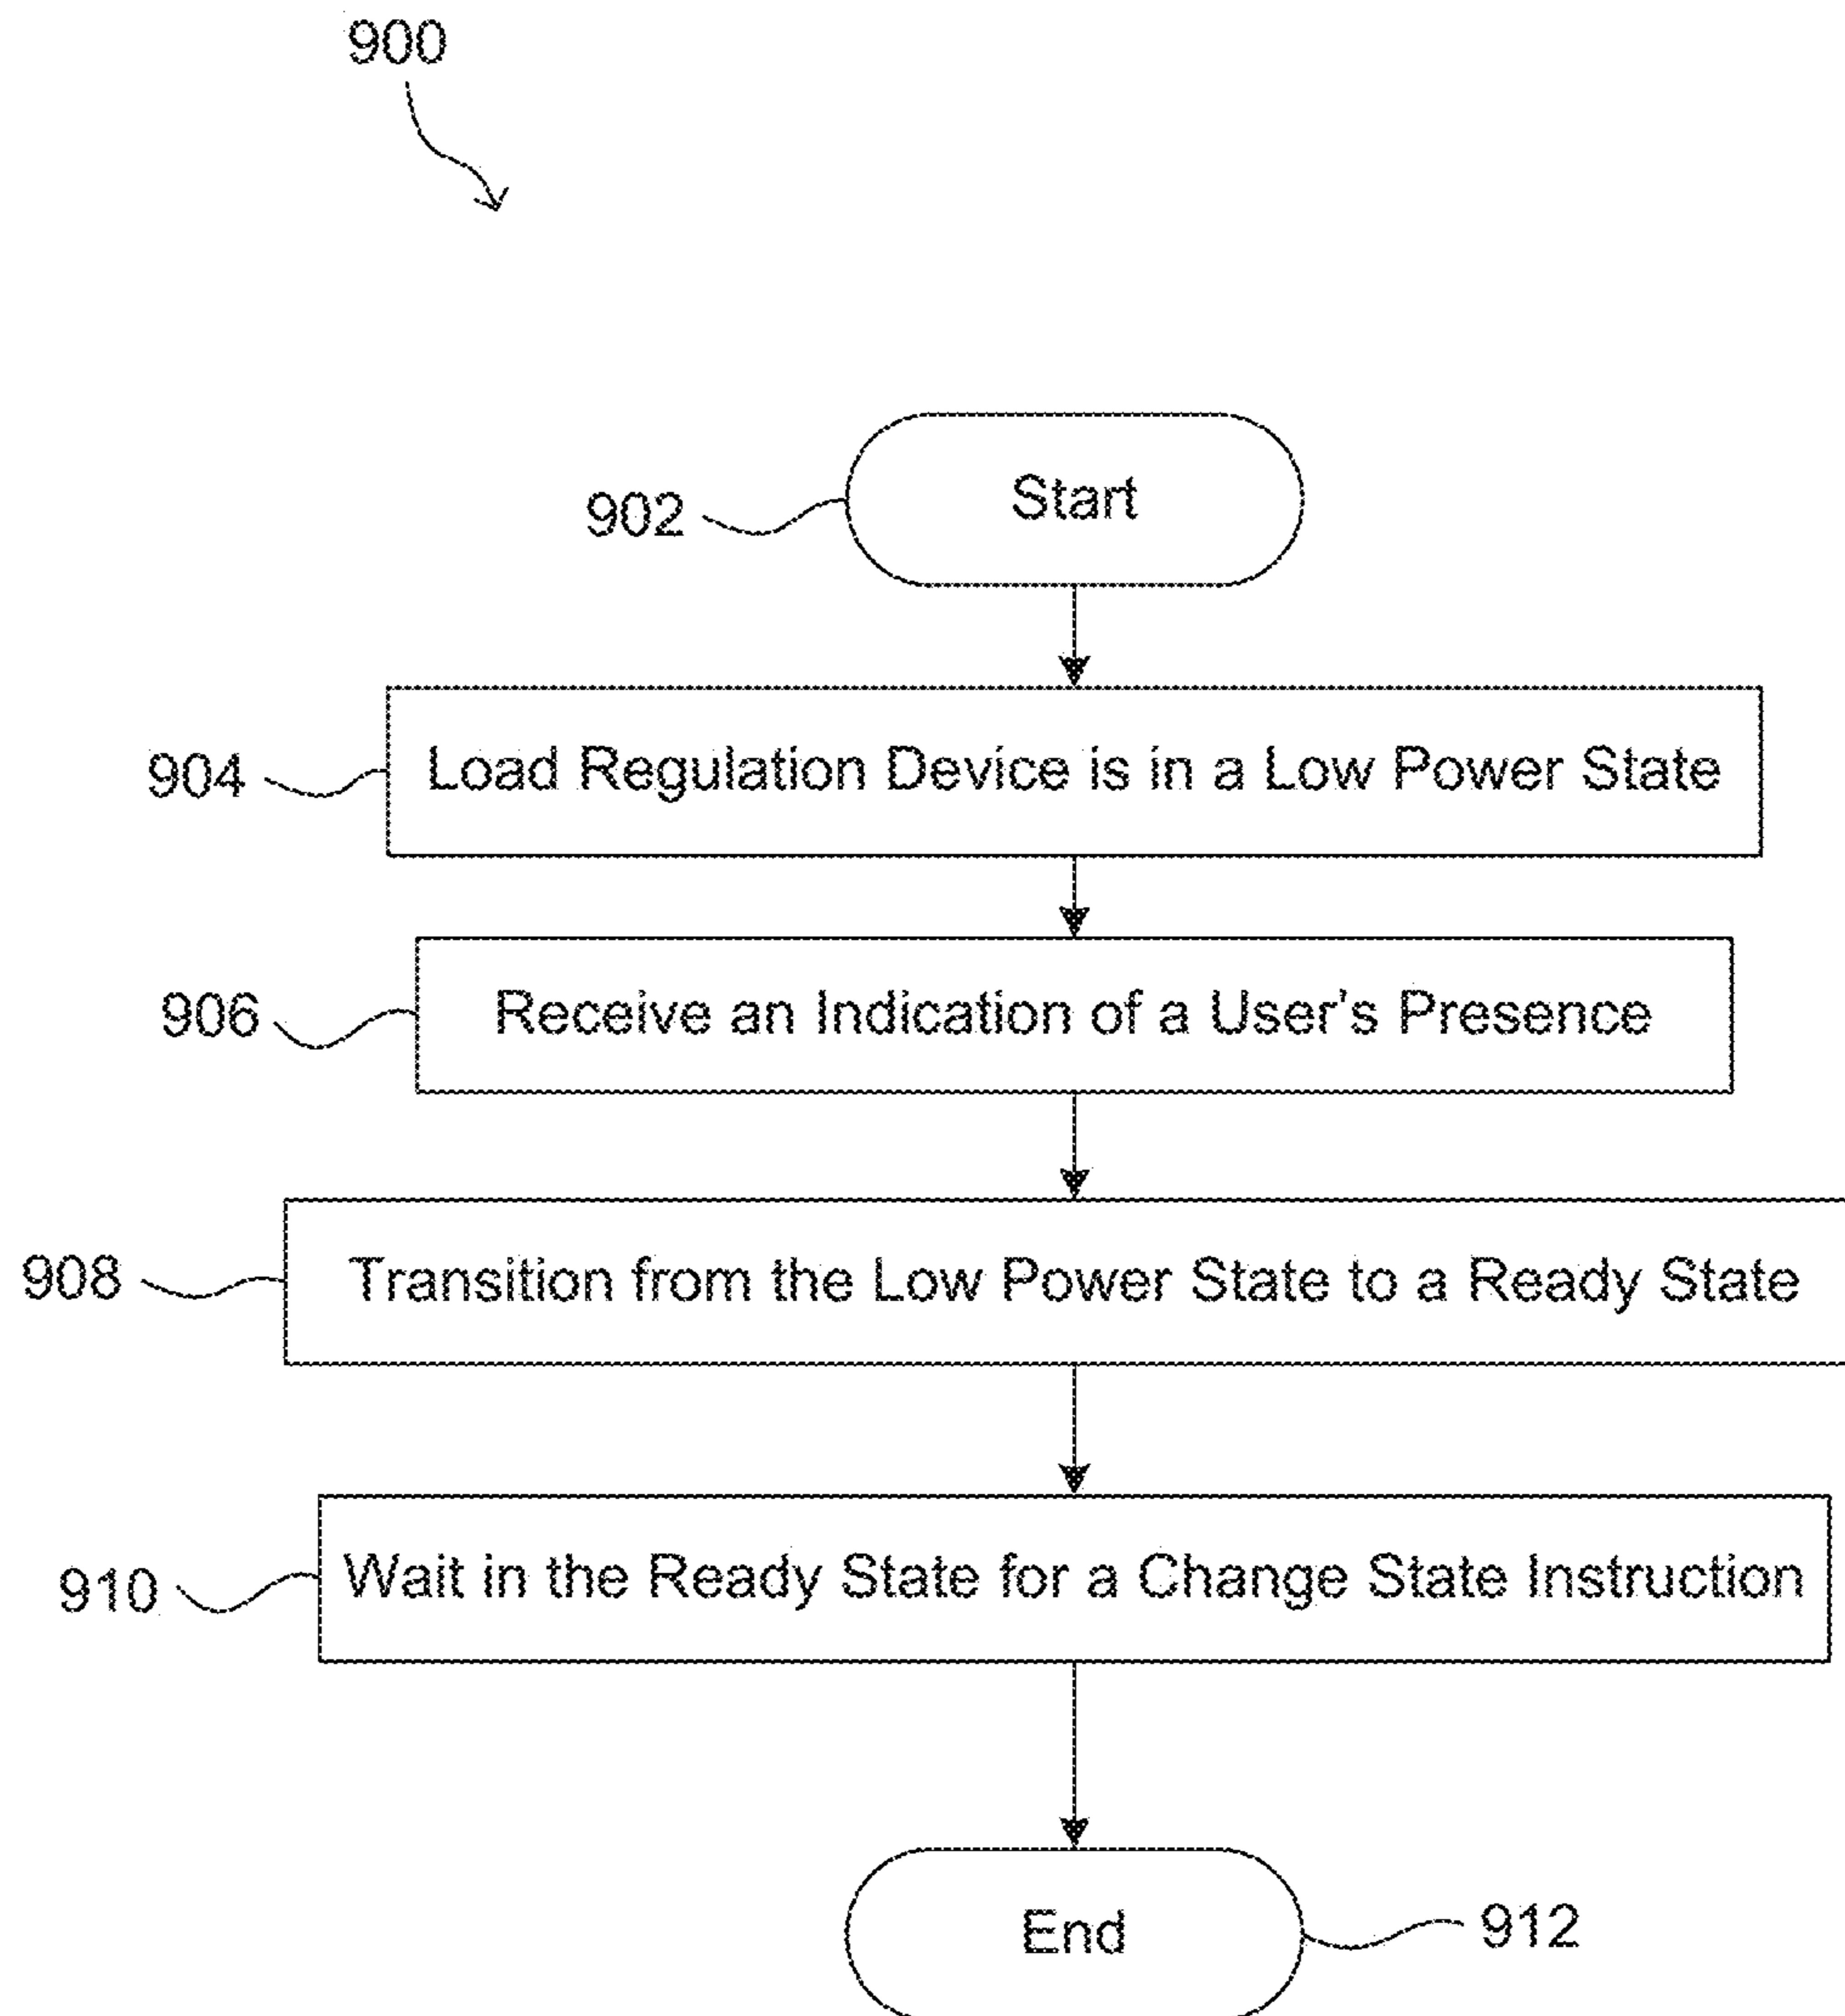 900
902 Start
904 Load Regulation Device is in a Low Power State
906 Receive an Indication of a User's Presence
908 Transition from the Low Power State to a Ready State
910 Wait in the Ready State for a Change State Instruction
End 912